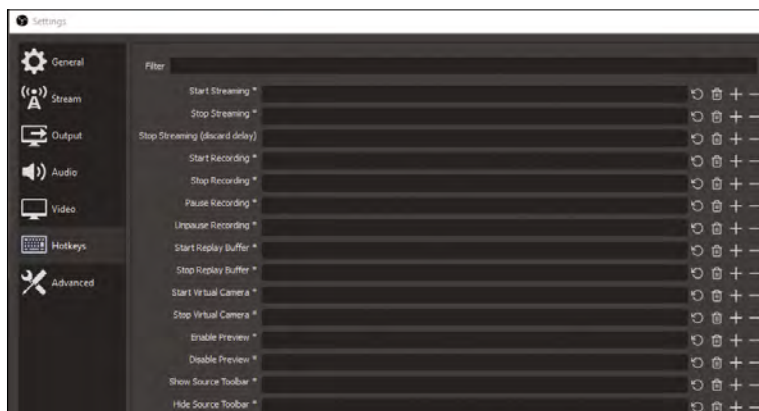 Settings
General
Stream
Output
Audio
Video
Hotkeys
Advanced
Filter
Start Streaming *
Stop Streaming *
Stop Streaming (discard delay)
Start Recording *
Stop Recording *
Pause Recording *
Unpause Recording *
Start Replay Buffer *
Stop Replay Buffer *
Start Virtual Camera *
Stop Virtual Camera *
Enable Preview *
Disable Preview *
Show Source Toolbar *
Hide Source Toolbar *